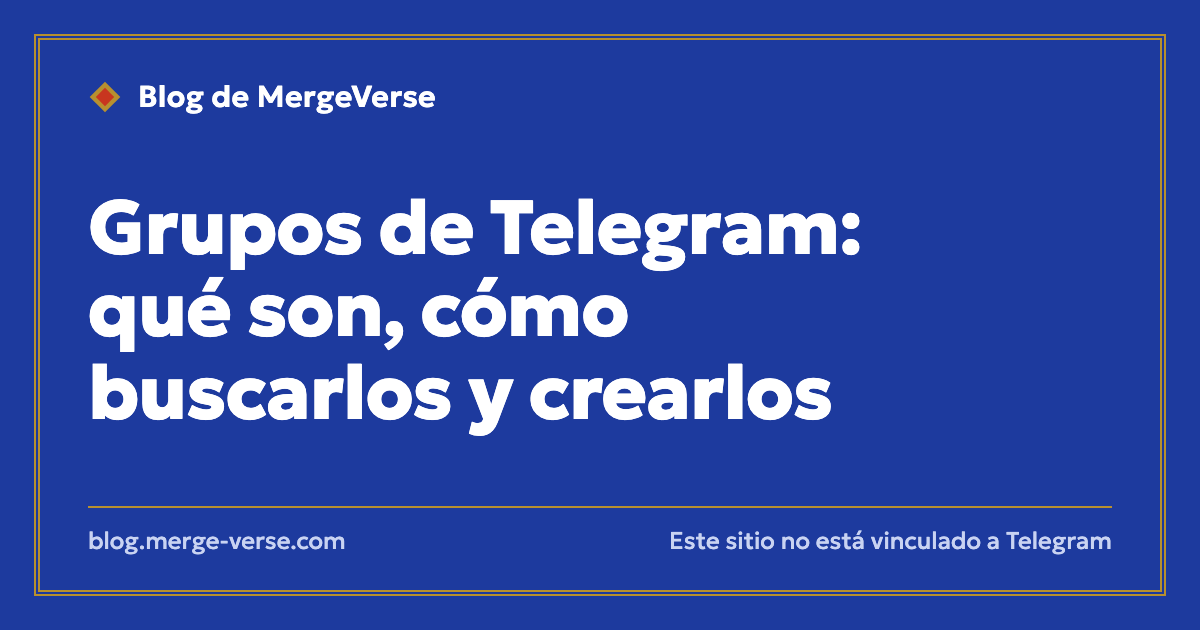 Blog de MergeVerse
Grupos de Telegram:
qué son, cómo
buscarlos y crearlos
blog.merge-verse.com
Este sitio no está vinculado a Telegram